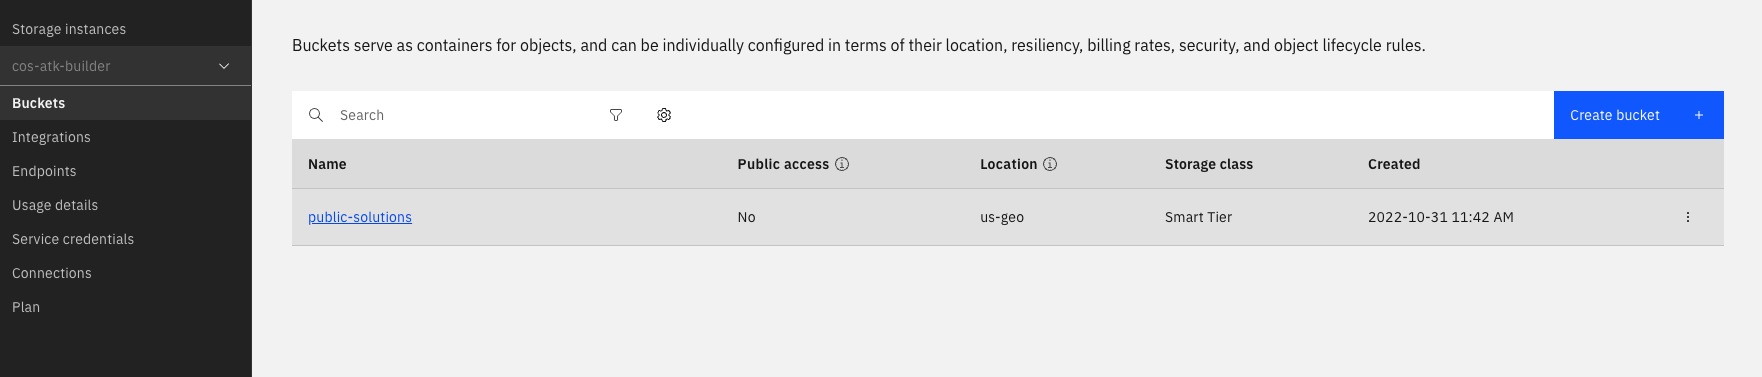 Storage instances
cos-atk-builder
Buckets
Integrations
Endpoints
Usage details
Service credentials
Connections
Plan
Buckets serve as containers for objects, and can be individually configured in terms of their location, resiliency, billing rates, security, and object lifecycle rules.
Search
Create bucket +
Name Public access Location Storage class Created
public-solutions No us-geo Smart Tier 2022-10-31 11:42 AM